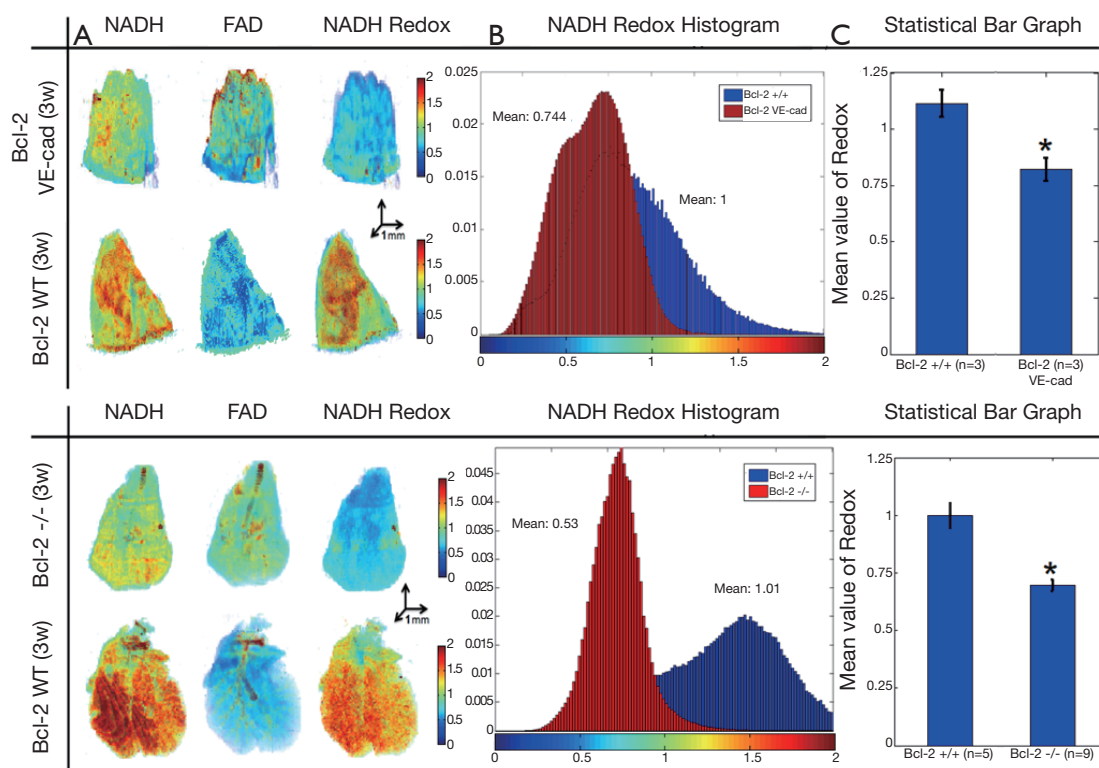 A NADH FAD NADH Redox B NADH Redox Histogram C Statistical Bar Graph
Bcl-2
VE-cad (3w)
2
1.5
1
0.5
0
1mm
Bcl-2 WT (3w)
2
1.5
1
0.5
0
0.025
0.02
0.015
0.01
0.005
0
Mean: 0.744
Bcl-2 +/+
Bcl-2 VE-cad
Mean: 1
0 0.5 1 1.5 2
Mean value of Redox
1.25
1
0.75
0.5
0.25
0
*
Bcl-2 +/+ (n=3) Bcl-2 (n=3)
VE-cad
NADH FAD NADH Redox NADH Redox Histogram Statistical Bar Graph
Bcl-2 -/- (3w)
2
1.5
1
0.5
0
1mm
Bcl-2 WT (3w)
2
1.5
1
0.5
0
0.045
0.04
0.035
0.03
0.025
0.02
0.015
0.01
0.005
0
Mean: 0.53
Bcl-2 +/+
Bcl-2 -/-
Mean: 1.01
0 0.5 1 1.5 2
Mean value of Redox
1.25
1
0.75
0.5
0.25
0
*
Bcl-2 +/+ (n=5) Bcl-2 -/- (n=9)